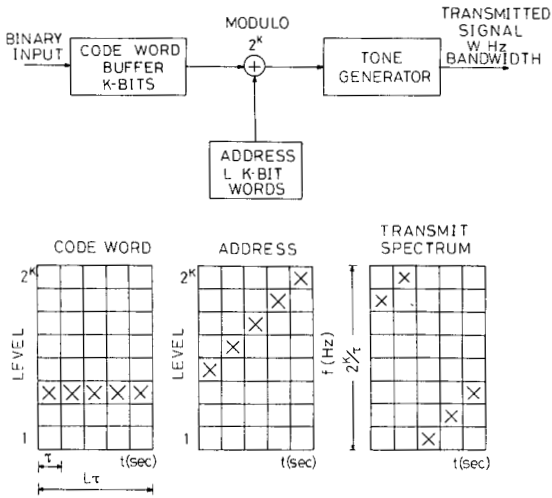 BINARY
INPUT
CODE WORD
BUFFER
K-BITS
MODULO
2^K
+
TONE
GENERATOR
TRANSMITTED
SIGNAL
W Hz
BANDWIDTH
ADDRESS
L K-BIT
WORDS
CODE WORD
2^K
LEVEL
1
τ
t(sec)
Lτ
ADDRESS
2^K
LEVEL
1
t(sec)
TRANSMIT
SPECTRUM
f (Hz)
2^K/τ
t(sec)